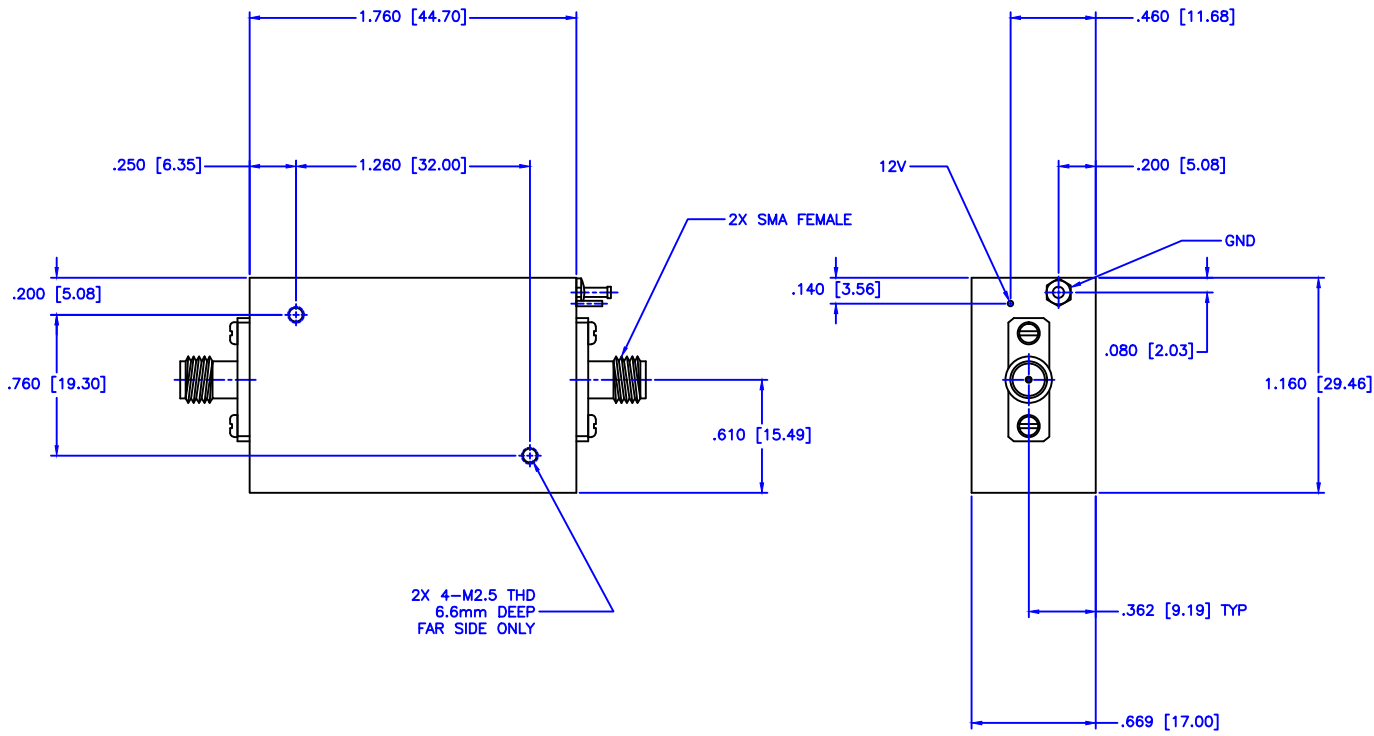 1.760 [44.70]
.460 [11.68]
.250 [6.35]
1.260 [32.00]
12V
.200 [5.08]
2X SMA FEMALE
GND
.200 [5.08]
.140 [3.56]
.080 [2.03]
.760 [19.30]
1.160 [29.46]
.610 [15.49]
2X 4-M2.5 THD
6.6mm DEEP
FAR SIDE ONLY
.362 [9.19] TYP
.669 [17.00]